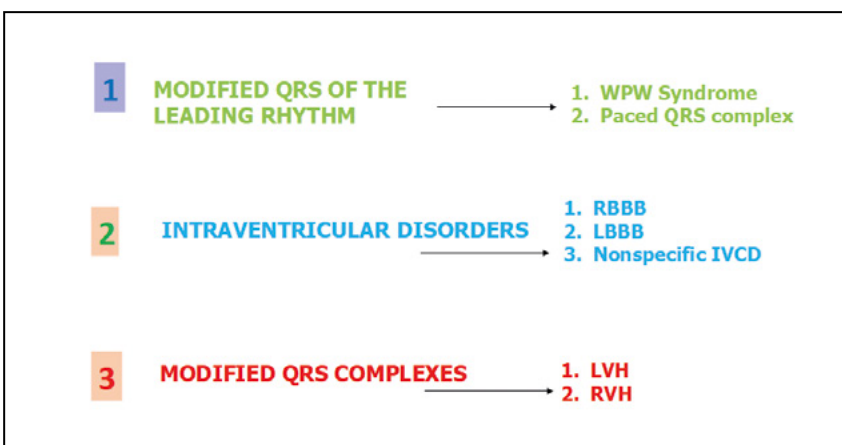 1
MODIFIED QRS OF THE
LEADING RHYTHM
1. WPW Syndrome
2. Paced QRS complex
2
INTRAVENTRICULAR DISORDERS
1. RBBB
2. LBBB
3. Nonspecific IVCD
3
MODIFIED QRS COMPLEXES
1. LVH
2. RVH